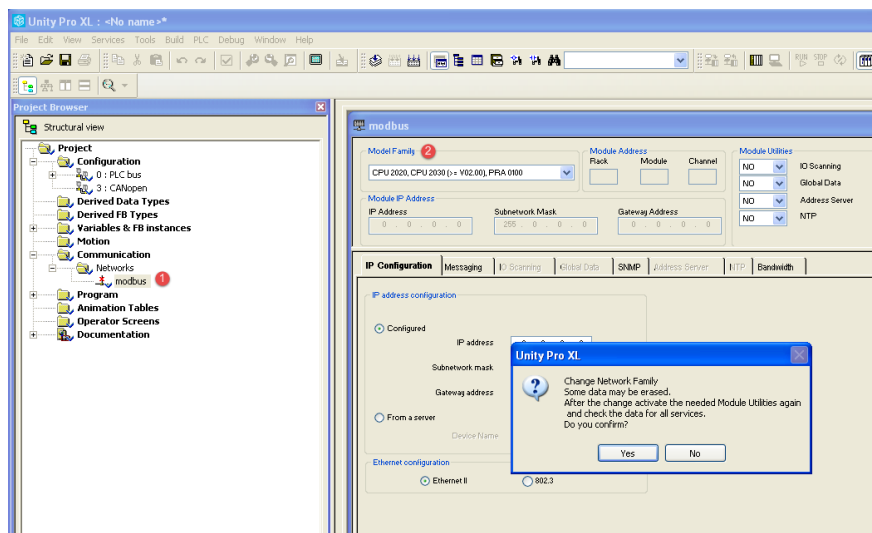 Unity Pro XL : <No name>*
File Edit View Services Tools Build PLC Debug Window Help
RUN STOP
Project Browser
Structural view
Project
Configuration
0 : PLC bus
3 : CANopen
Derived Data Types
Derived FB Types
Variables & FB instances
Motion
Communication
Networks
modbus 1
Program
Animation Tables
Operator Screens
Documentation
modbus
Model Family 2
CPU 2020, CPU 2030 (>= V02.00), PRA 0100
Module Address
Rack Module Channel
Module Utilities
NO IO Scanning
NO Global Data
NO Address Server
NO NTP
Module IP Address
IP Address Subnetwork Mask Gateway Address
0 . 0 . 0 . 0 255 . 0 . 0 . 0 0 . 0 . 0 . 0
IP Configuration Messaging IO Scanning Global Data SNMP Address Server NTP Bandwidth
IP address configuration
Configured
IP address
Subnetwork mask
Gateway address
From a server
Device Name
Ethernet configuration
Ethernet II 802.3
Unity Pro XL
Change Network Family
Some data may be erased.
After the change activate the needed Module Utilities again
and check the data for all services.
Do you confirm?
Yes No